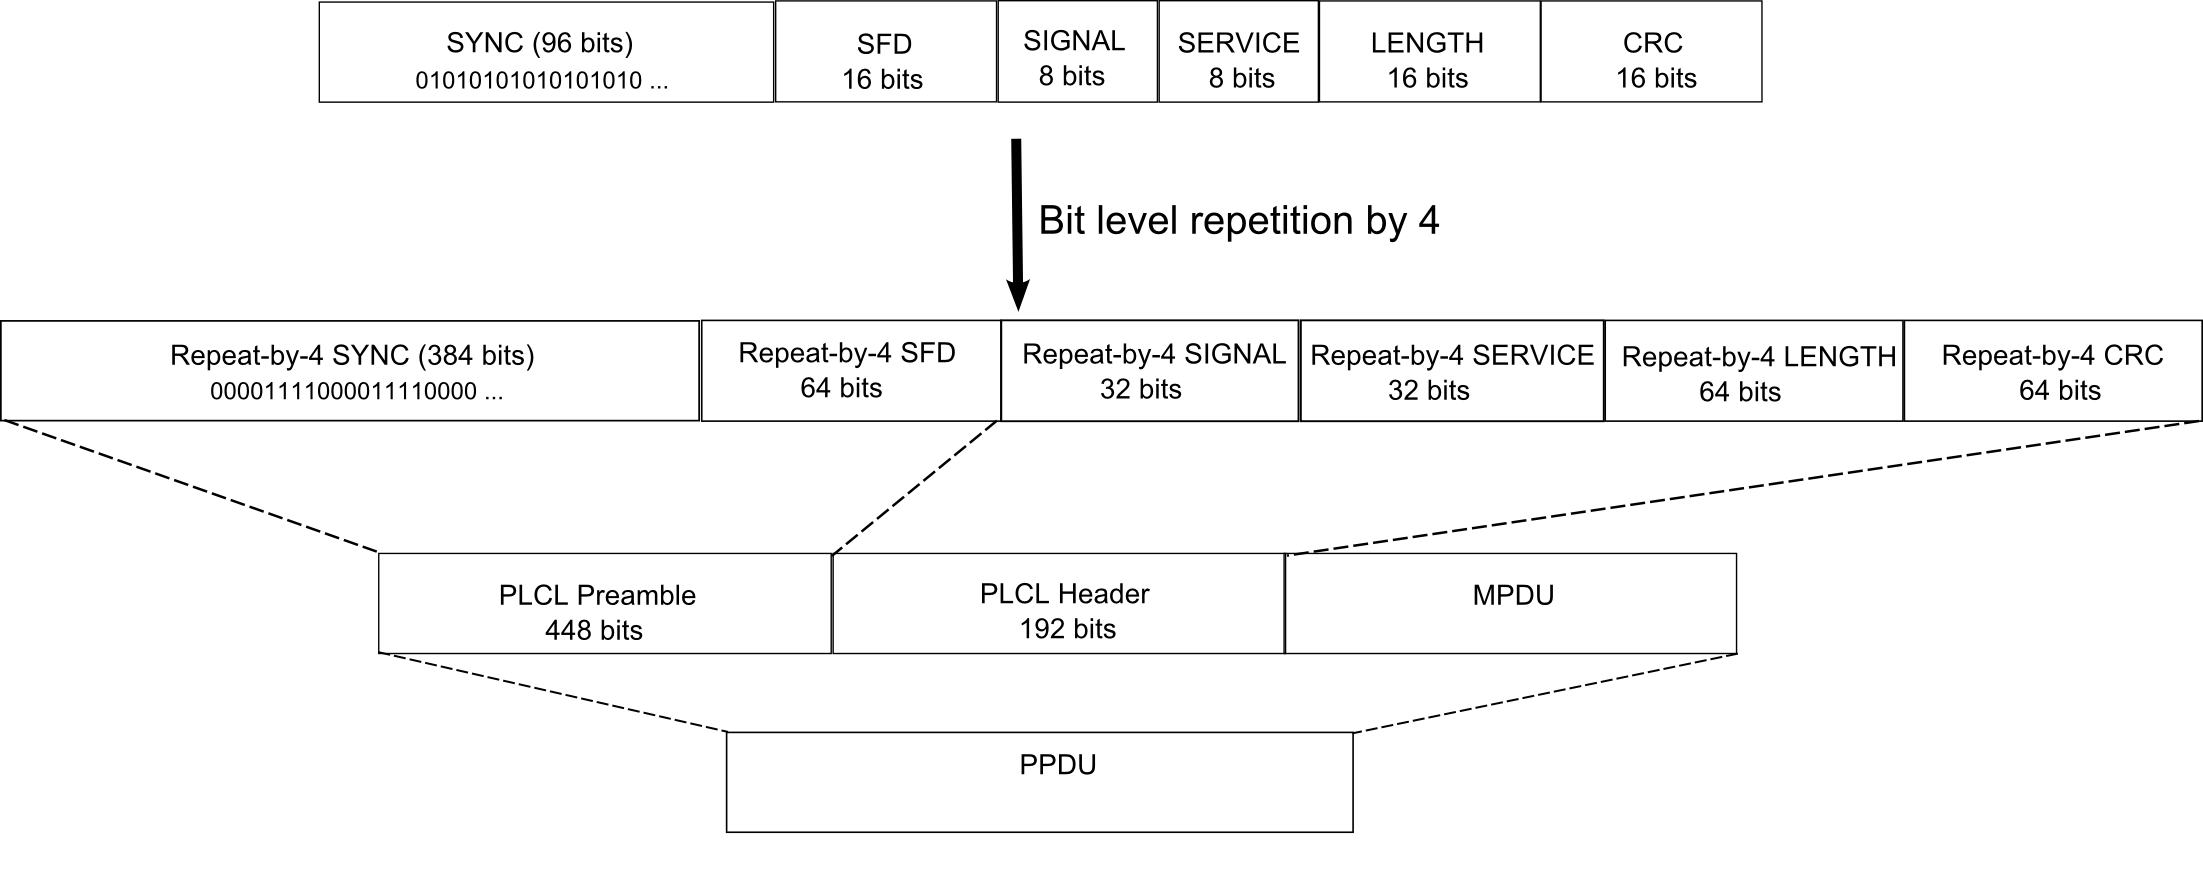 SYNC (96 bits)
01010101010101010 ...
SFD
16 bits
SIGNAL
8 bits
SERVICE
8 bits
LENGTH
16 bits
CRC
16 bits
Bit level repetition by 4
Repeat-by-4 SYNC (384 bits)
00001111000011110000 ...
Repeat-by-4 SFD
64 bits
Repeat-by-4 SIGNAL
32 bits
Repeat-by-4 SERVICE
32 bits
Repeat-by-4 LENGTH
64 bits
Repeat-by-4 CRC
64 bits
PLCL Preamble
448 bits
PLCL Header
192 bits
MPDU
PPDU